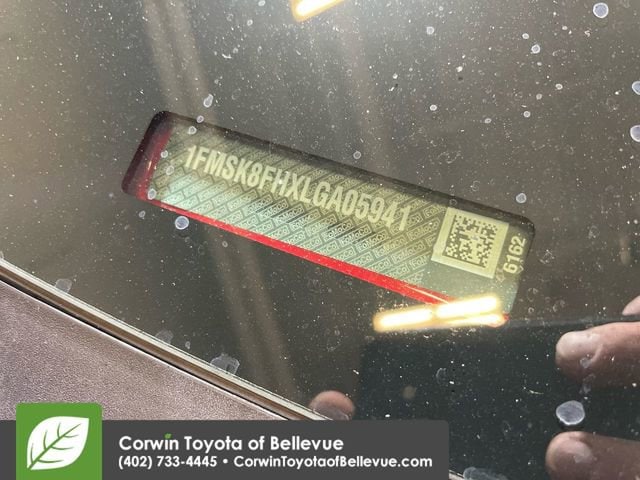 1FMSK8FHXLGA05941
6162
Corwin Toyota of Bellevue
(402) 733-4445 • CorwinToyotaofBellevue.com